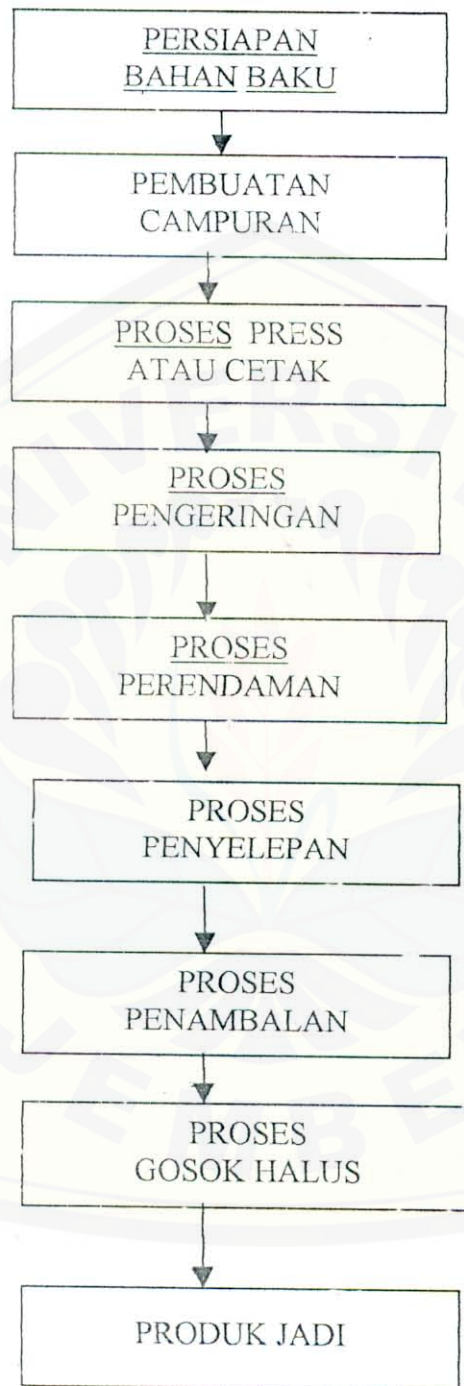 PERSIAPAN
BAHAN BAKU
PEMBUATAN
CAMPURAN
PROSES PRESS
ATAU CETAK
PROSES
PENGERINGAN
PROSES
PERENDAMAN
PROSES
PENYELEPAN
PROSES
PENAMBALAN
PROSES
GOSOK HALUS
PRODUK JADI